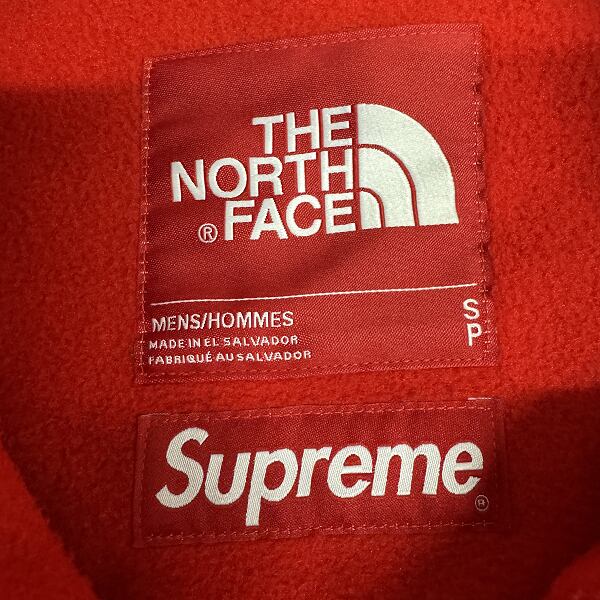 THE
NORTH
® FACE
MENS/HOMMES S
MADE IN EL SALVADOR P
FABRIQUÉ AU SALVADOR
Supreme ®